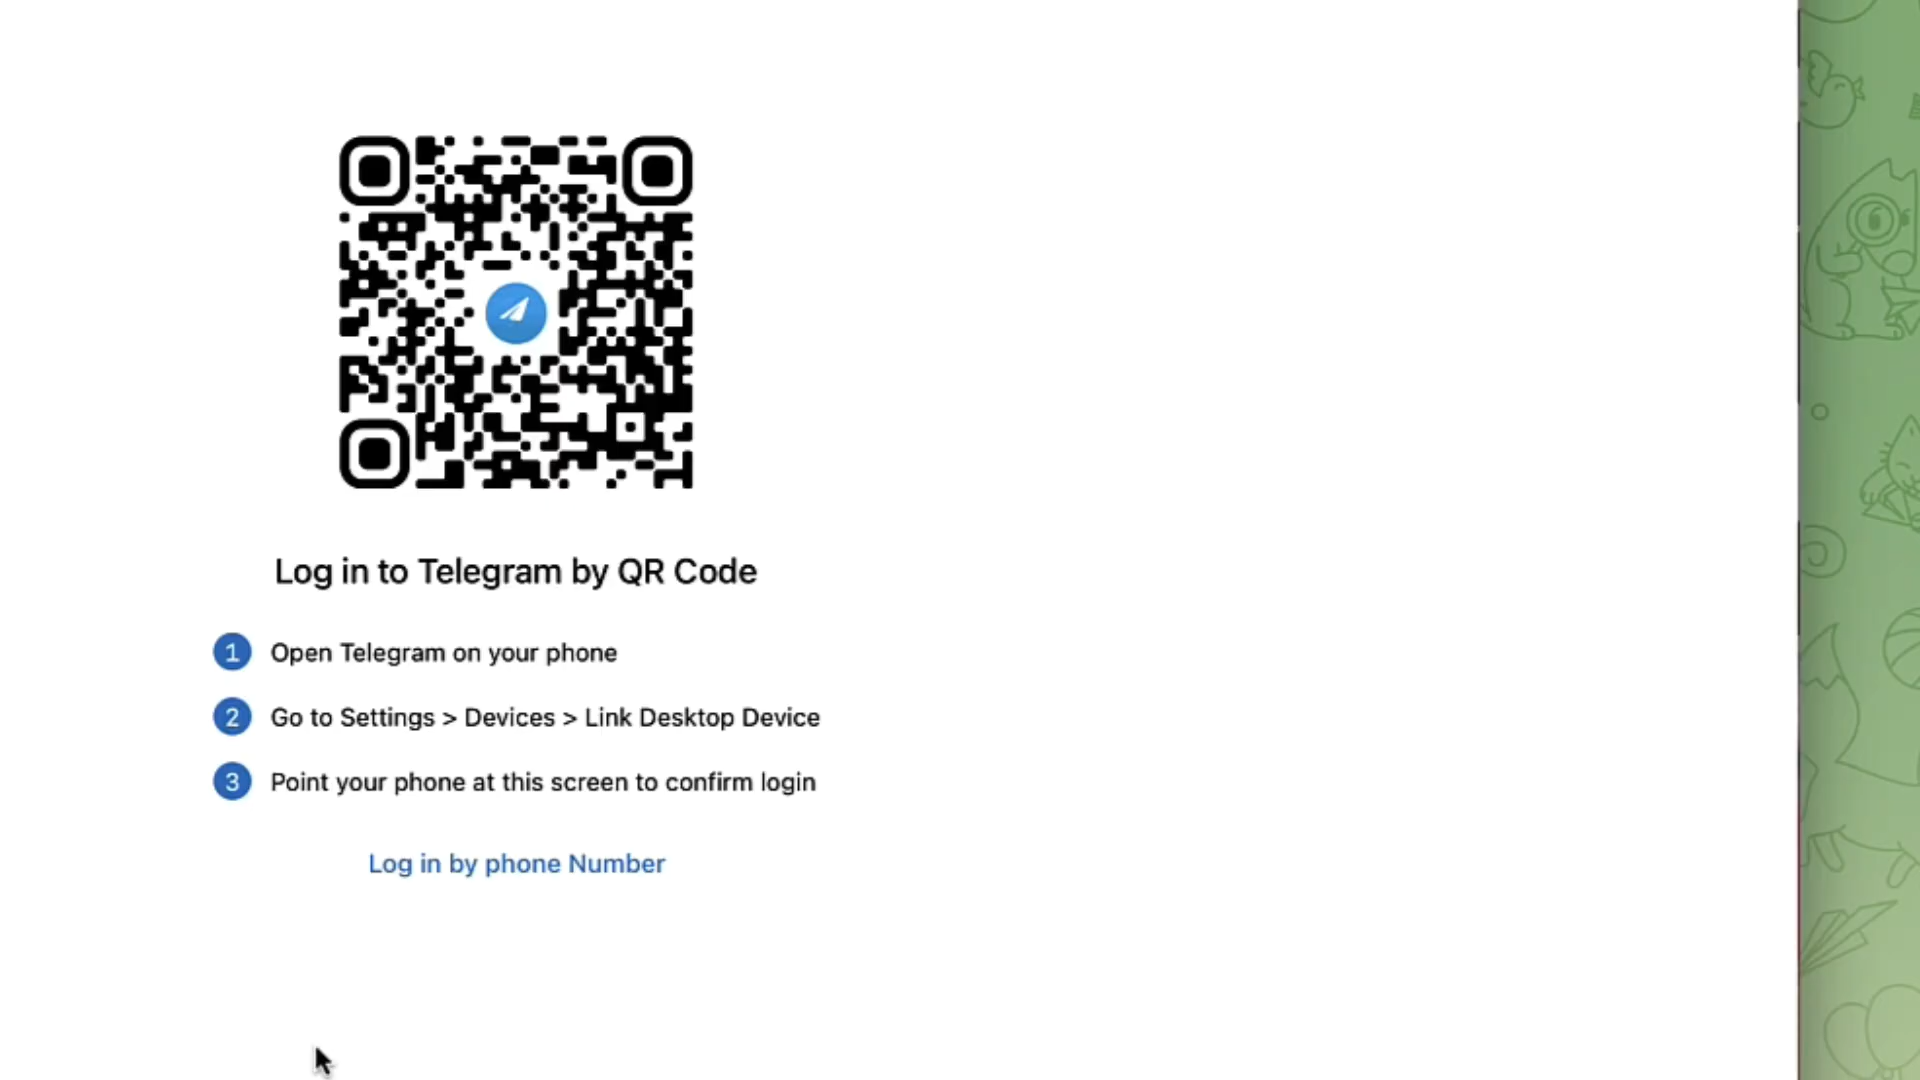 Log in to Telegram by QR Code
1 Open Telegram on your phone
2 Go to Settings > Devices > Link Desktop Device
3 Point your phone at this screen to confirm login
Log in by phone Number